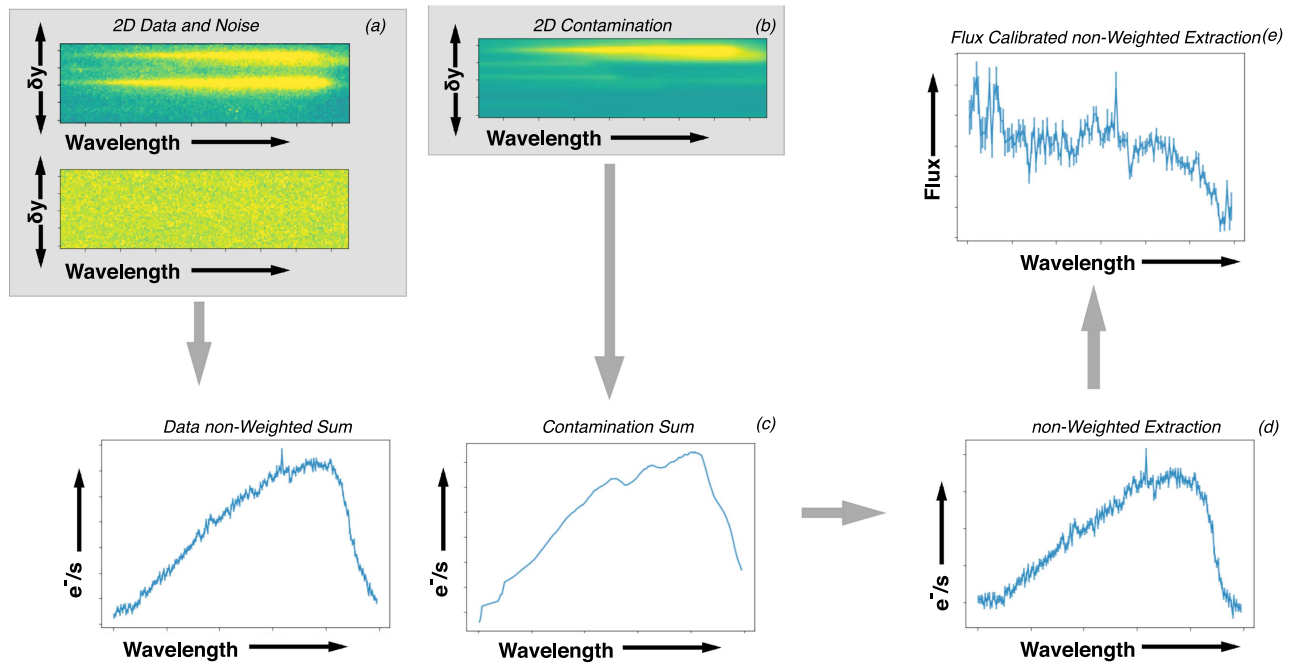 2D Data and Noise (a)
δy
Wavelength
δy
Wavelength
2D Contamination (b)
δy
Wavelength
Flux Calibrated non-Weighted Extraction (e)
Flux
Wavelength
Data non-Weighted Sum
e⁻/s
Wavelength
Contamination Sum (c)
e⁻/s
Wavelength
non-Weighted Extraction (d)
e⁻/s
Wavelength